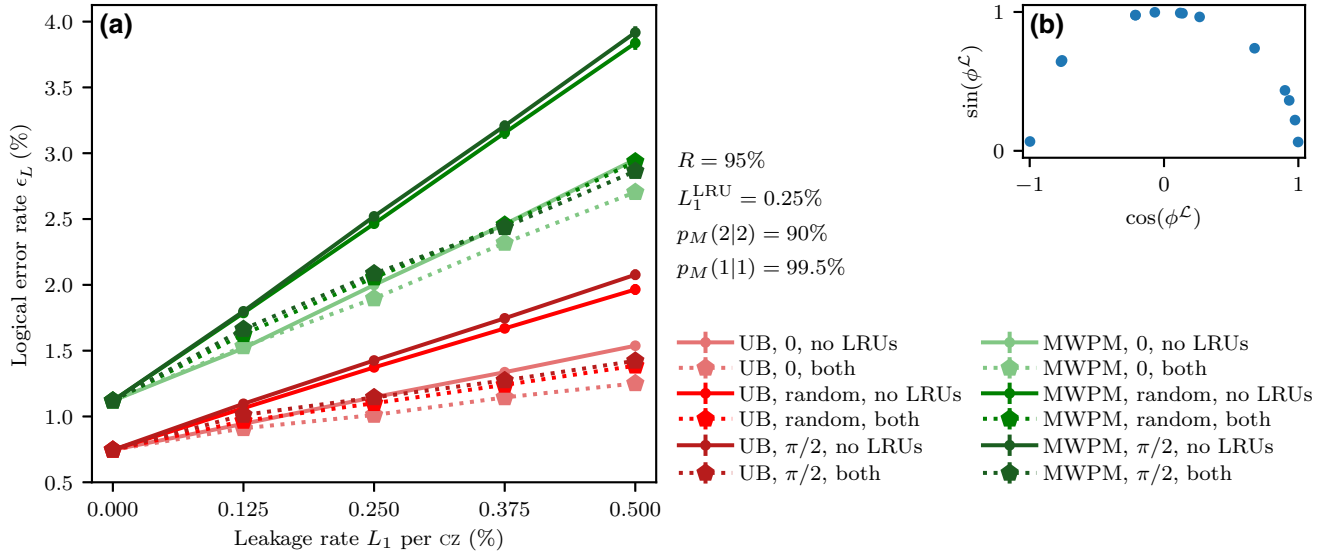 (a)
4.0
3.5
3.0
2.5
2.0
1.5
1.0
0.5
Logical error rate ϵ_L (%)
0.000 0.125 0.250 0.375 0.500
Leakage rate L₁ per CZ (%)
R = 95%
L₁^LRU = 0.25%
p_M(2|2) = 90%
p_M(1|1) = 99.5%
(b)
1
0
sin(ϕ^ℒ)
−1 0 1
cos(ϕ^ℒ)
UB, 0, no LRUs
UB, 0, both
UB, random, no LRUs
UB, random, both
UB, π/2, no LRUs
UB, π/2, both
MWPM, 0, no LRUs
MWPM, 0, both
MWPM, random, no LRUs
MWPM, random, both
MWPM, π/2, no LRUs
MWPM, π/2, both